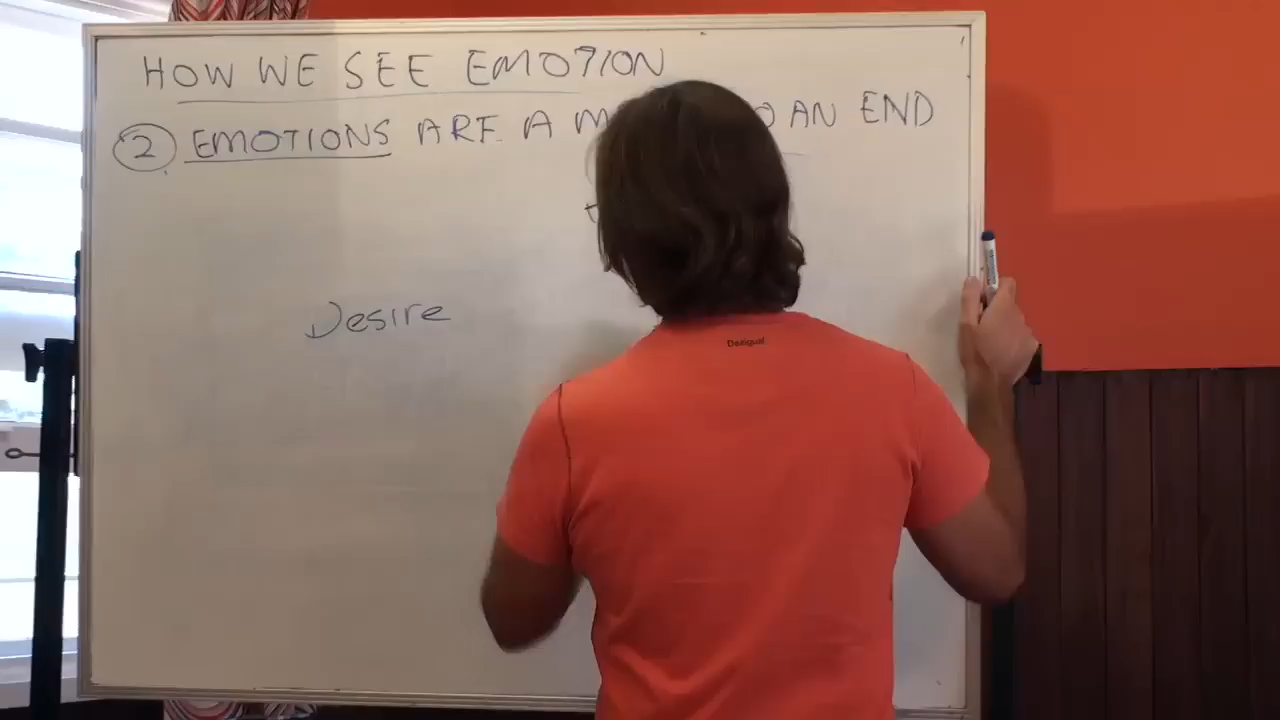 HOW WE SEE EMOTION
2 EMOTIONS ARE A M O AN END
Desire
Desigual